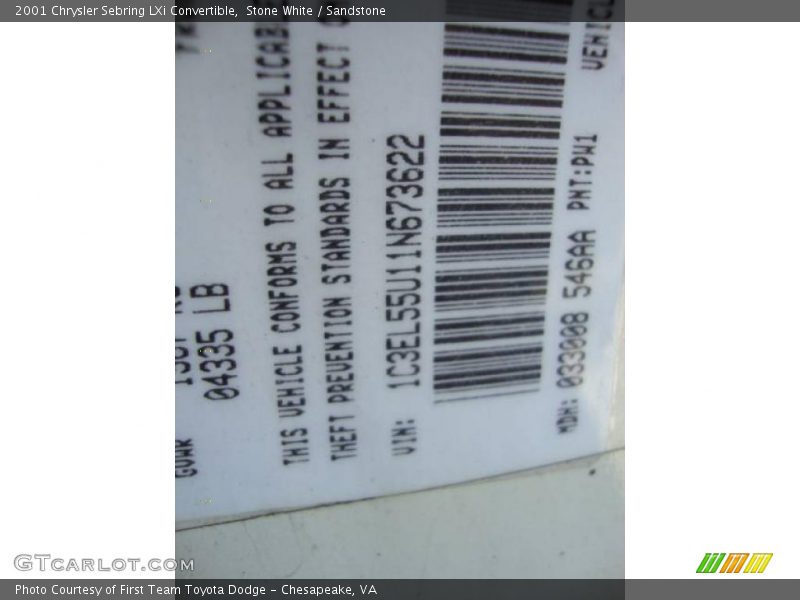 2001 Chrysler Sebring LXi Convertible, Stone White / Sandstone
GVWR
04335 LB
THIS VEHICLE CONFORMS TO ALL
THEFT PREVENTION STANDARDS IN EFFECT
VIN: 1C3EL55U11N673622
MDH: 033008 546AA PNT:PW1
GTcarlot.com
Photo Courtesy of First Team Toyota Dodge - Chesapeake, VA